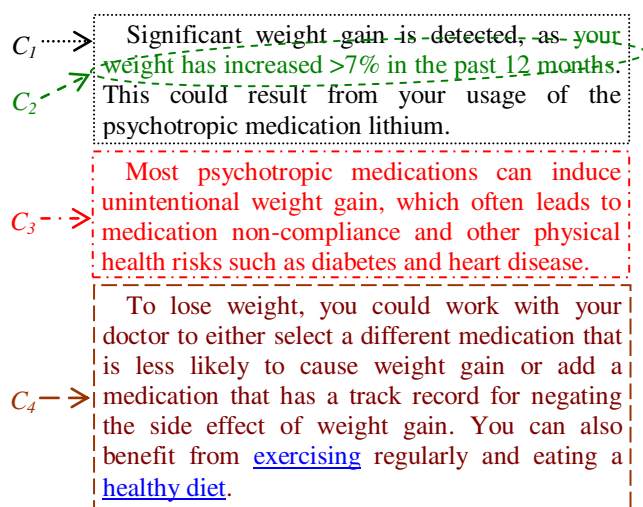 C1
Significant weight gain is detected, as your
weight has increased >7% in the past 12 months.
C2
This could result from your usage of the
psychotropic medication lithium.
Most psychotropic medications can induce
unintentional weight gain, which often leads to
C3
medication non-compliance and other physical
health risks such as diabetes and heart disease.
To lose weight, you could work with your
doctor to either select a different medication that
is less likely to cause weight gain or add a
C4
medication that has a track record for negating
the side effect of weight gain. You can also
benefit from exercising regularly and eating a
healthy diet.